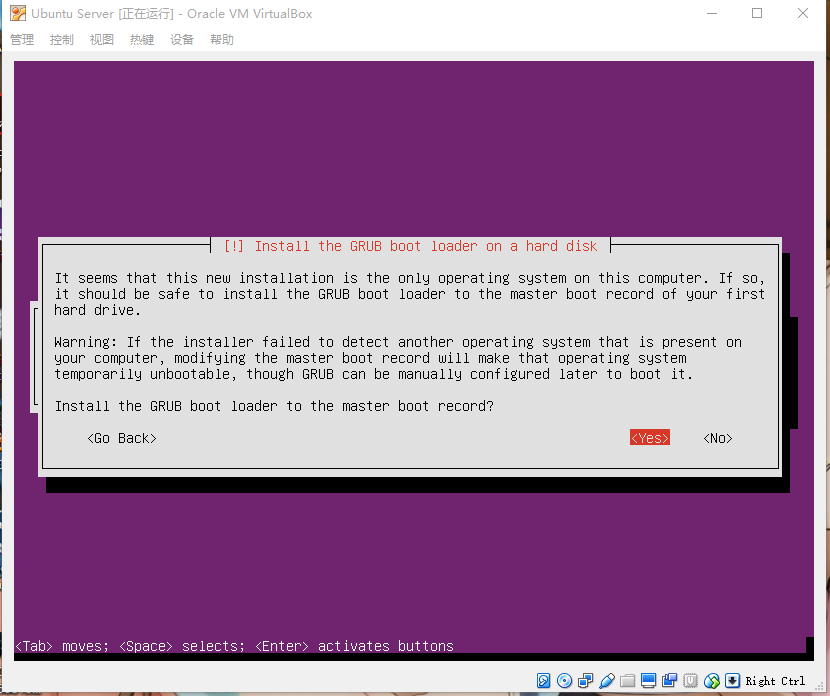 Ubuntu Server [正在运行] - Oracle VM VirtualBox
管理 控制 视图 热键 设备 帮助
[!] Install the GRUB boot loader on a hard disk
It seems that this new installation is the only operating system on this computer. If so,
it should be safe to install the GRUB boot loader to the master boot record of your first
hard drive.
Warning: If the installer failed to detect another operating system that is present on
your computer, modifying the master boot record will make that operating system
temporarily unbootable, though GRUB can be manually configured later to boot it.
Install the GRUB boot loader to the master boot record?
<Go Back> <Yes> <No>
<Tab> moves; <Space> selects; <Enter> activates buttons
Right Ctrl